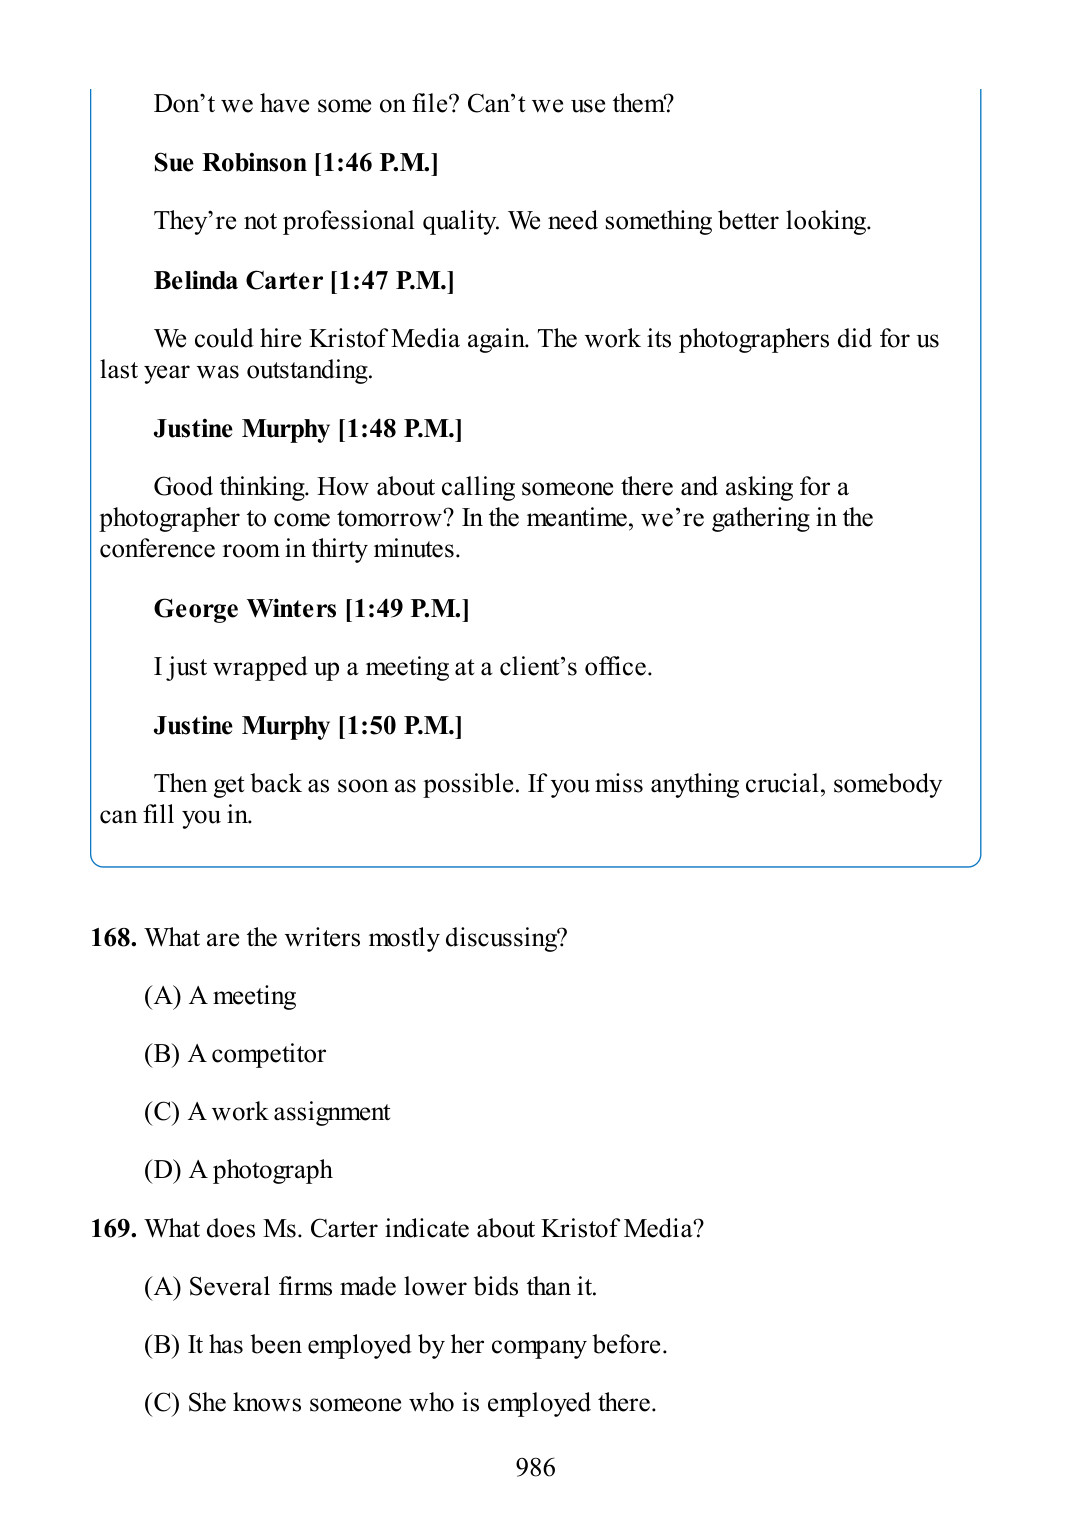 Don’t we have some on file? Can’t we use them?
Sue Robinson [1:46 P.M.]
They’re not professional quality. We need something better looking.
Belinda Carter [1:47 P.M.]
We could hire Kristof Media again. The work its photographers did for us
last year was outstanding.
Justine Murphy [1:48 P.M.]
Good thinking. How about calling someone there and asking for a
photographer to come tomorrow? In the meantime, we’re gathering in the
conference room in thirty minutes.
George Winters [1:49 P.M.]
I just wrapped up a meeting at a client’s office.
Justine Murphy [1:50 P.M.]
Then get back as soon as possible. If you miss anything crucial, somebody
can fill you in.
168. What are the writers mostly discussing?
(A) A meeting
(B) A competitor
(C) A work assignment
(D) A photograph
169. What does Ms. Carter indicate about Kristof Media?
(A) Several firms made lower bids than it.
(B) It has been employed by her company before.
(C) She knows someone who is employed there.
986